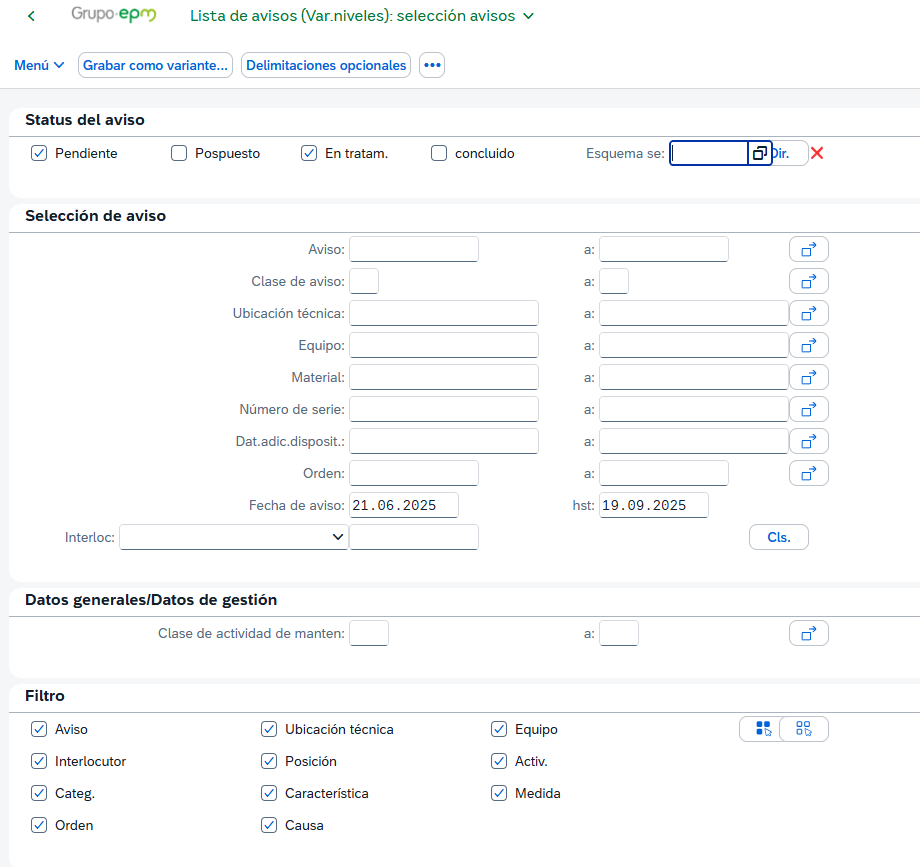 Grupo·epm Lista de avisos (Var.niveles): selección avisos
Menú Grabar como variante... Delimitaciones opcionales •••
Status del aviso
Pendiente Pospuesto En tratam. concluido Esquema se: Dir.
Selección de aviso
Aviso: a:
Clase de aviso: a:
Ubicación técnica: a:
Equipo: a:
Material: a:
Número de serie: a:
Dat.adic.disposit.: a:
Orden: a:
Fecha de aviso: 21.06.2025 hst: 19.09.2025
Interloc: Cls.
Datos generales/Datos de gestión
Clase de actividad de manten: a:
Filtro
Aviso Ubicación técnica Equipo
Interlocutor Posición Activ.
Categ. Característica Medida
Orden Causa